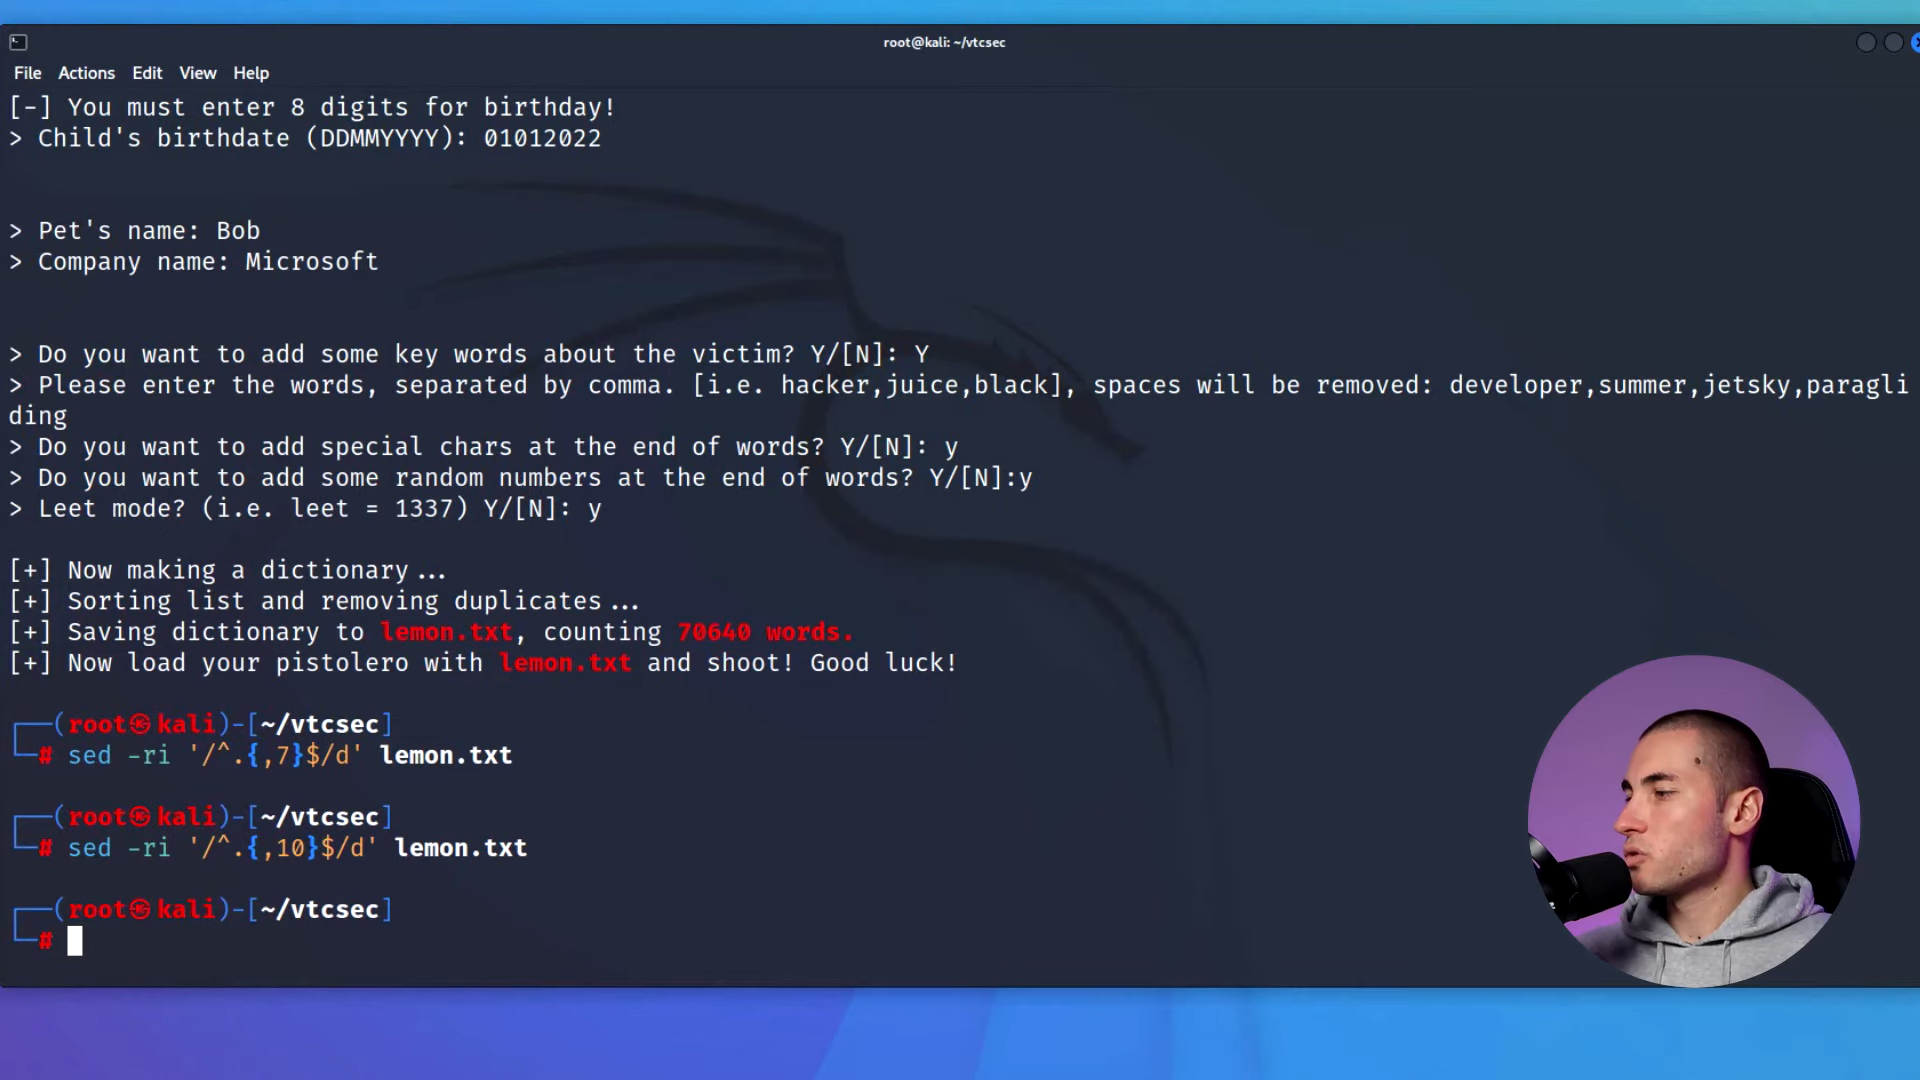 root@kali: ~/vtcsec
File Actions Edit View Help
[-] You must enter 8 digits for birthday!
> Child's birthdate (DDMMYYYY): 01012022
> Pet's name: Bob
> Company name: Microsoft
> Do you want to add some key words about the victim? Y/[N]: Y
> Please enter the words, separated by comma. [i.e. hacker,juice,black], spaces will be removed: developer,summer,jetsky,paragli
ding
> Do you want to add special chars at the end of words? Y/[N]: y
> Do you want to add some random numbers at the end of words? Y/[N]:y
> Leet mode? (i.e. leet = 1337) Y/[N]: y
[+] Now making a dictionary...
[+] Sorting list and removing duplicates...
[+] Saving dictionary to lemon.txt, counting 70640 words.
[+] Now load your pistolero with lemon.txt and shoot! Good luck!
┌──(root㉿kali)-[~/vtcsec]
└─# sed -ri '/^.{,7}$/d' lemon.txt
┌──(root㉿kali)-[~/vtcsec]
└─# sed -ri '/^.{,10}$/d' lemon.txt
┌──(root㉿kali)-[~/vtcsec]
└─#